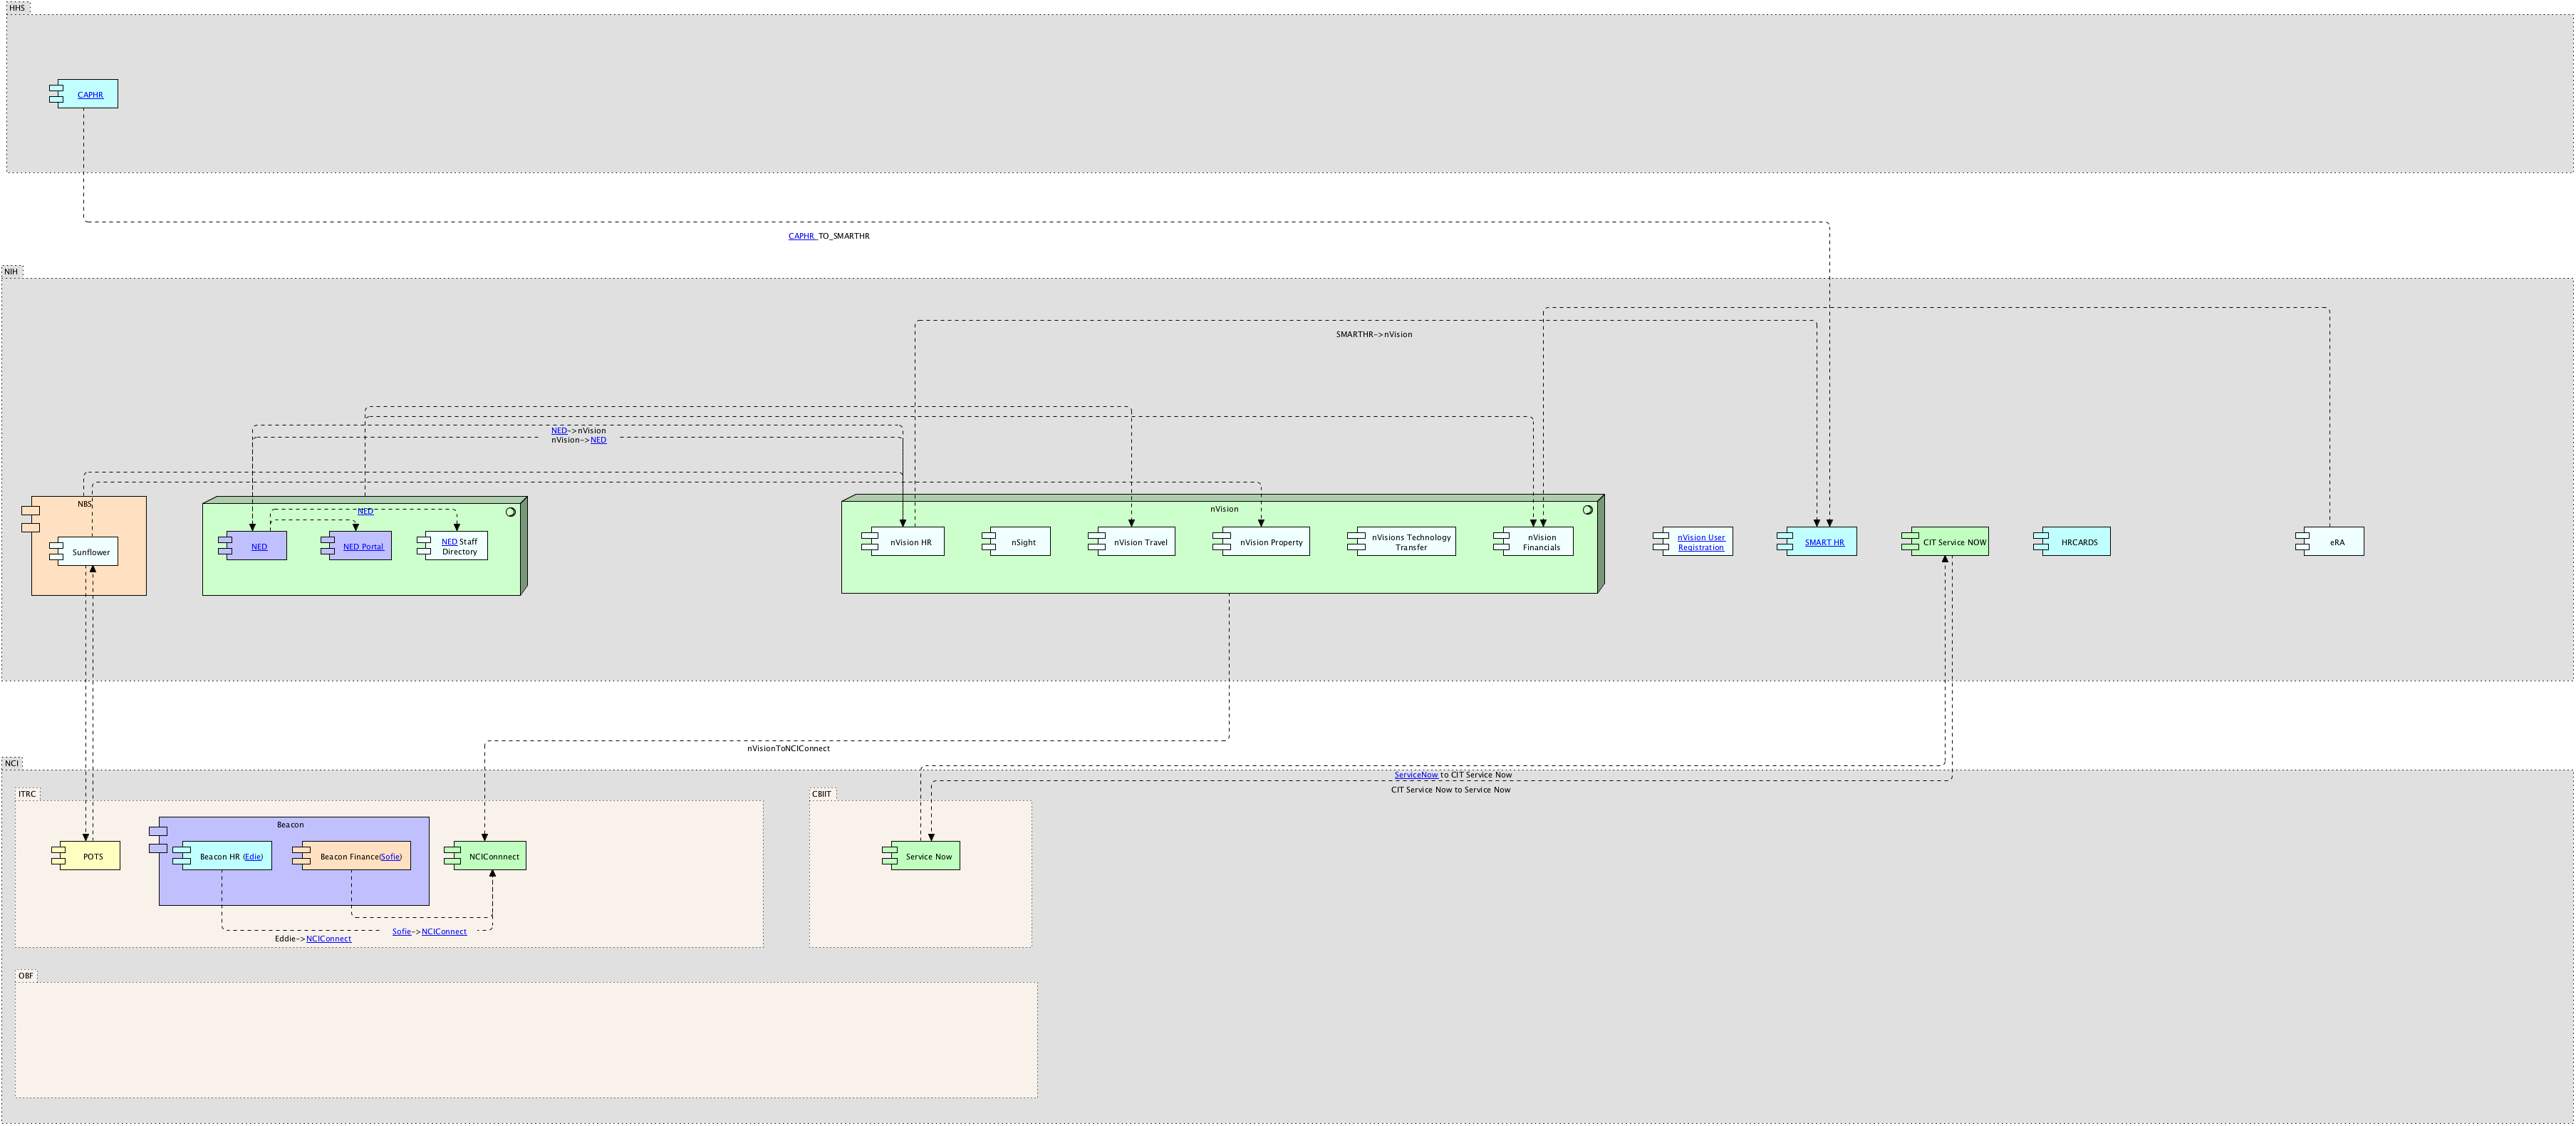 HHS
CAPHR
CAPHR TO_SMARTHR
NIH
SMARTHR->nVision
NED->nVision
nVision->NED
NBS
Sunflower
NED
NED
NED Portal
NED Staff
Directory
nVision
nVision HR
nSight
nVision Travel
nVision Property
nVisions Technology
Transfer
nVision
Financials
nVision User
Registration
SMART HR
CIT Service NOW
HRCARDS
eRA
nVisionToNCIConnect
NCI
ServiceNow to CIT Service Now
CIT Service Now to Service Now
ITRC
POTS
Beacon
Beacon HR (Edie)
Beacon Finance(Sofie)
NCIConnnect
Sofie->NCIConnect
Eddie->NCIConnect
CBIIT
Service Now
OBF